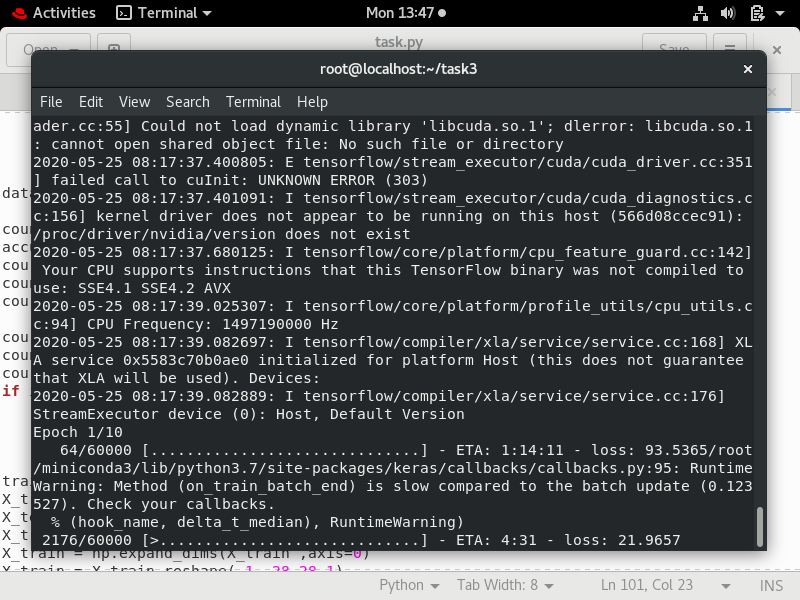 Activities
Terminal
Mon 13:47
Open
task.py
Save
root@localhost:~/task3
File Edit View Search Terminal Help
ader.cc:55] Could not load dynamic library 'libcuda.so.1'; dlerror: libcuda.so.1
: cannot open shared object file: No such file or directory
2020-05-25 08:17:37.400805: E tensorflow/stream_executor/cuda/cuda_driver.cc:351
] failed call to cuInit: UNKNOWN ERROR (303)
2020-05-25 08:17:37.401091: I tensorflow/stream_executor/cuda/cuda_diagnostics.c
c:156] kernel driver does not appear to be running on this host (566d08ccec91):
/proc/driver/nvidia/version does not exist
2020-05-25 08:17:37.680125: I tensorflow/core/platform/cpu_feature_guard.cc:142]
 Your CPU supports instructions that this TensorFlow binary was not compiled to
use: SSE4.1 SSE4.2 AVX
2020-05-25 08:17:39.025307: I tensorflow/core/platform/profile_utils/cpu_utils.c
c:94] CPU Frequency: 1497190000 Hz
2020-05-25 08:17:39.082697: I tensorflow/compiler/xla/service/service.cc:168] XL
A service 0x5583c70b0ae0 initialized for platform Host (this does not guarantee
that XLA will be used). Devices:
2020-05-25 08:17:39.082889: I tensorflow/compiler/xla/service/service.cc:176]
StreamExecutor device (0): Host, Default Version
Epoch 1/10
   64/60000 [..............................] - ETA: 1:14:11 - loss: 93.5365/root
/miniconda3/lib/python3.7/site-packages/keras/callbacks/callbacks.py:95: Runtime
Warning: Method (on_train_batch_end) is slow compared to the batch update (0.123
527). Check your callbacks.
  % (hook_name, delta_t_median), RuntimeWarning)
 2176/60000 [>.............................] - ETA: 4:31 - loss: 21.9657
if
X_train = np.expand_dims(X_train ,axis=0)
X_train = X_train.reshape(-1, 28,28,1)
Python Tab Width: 8 Ln 101, Col 23 INS